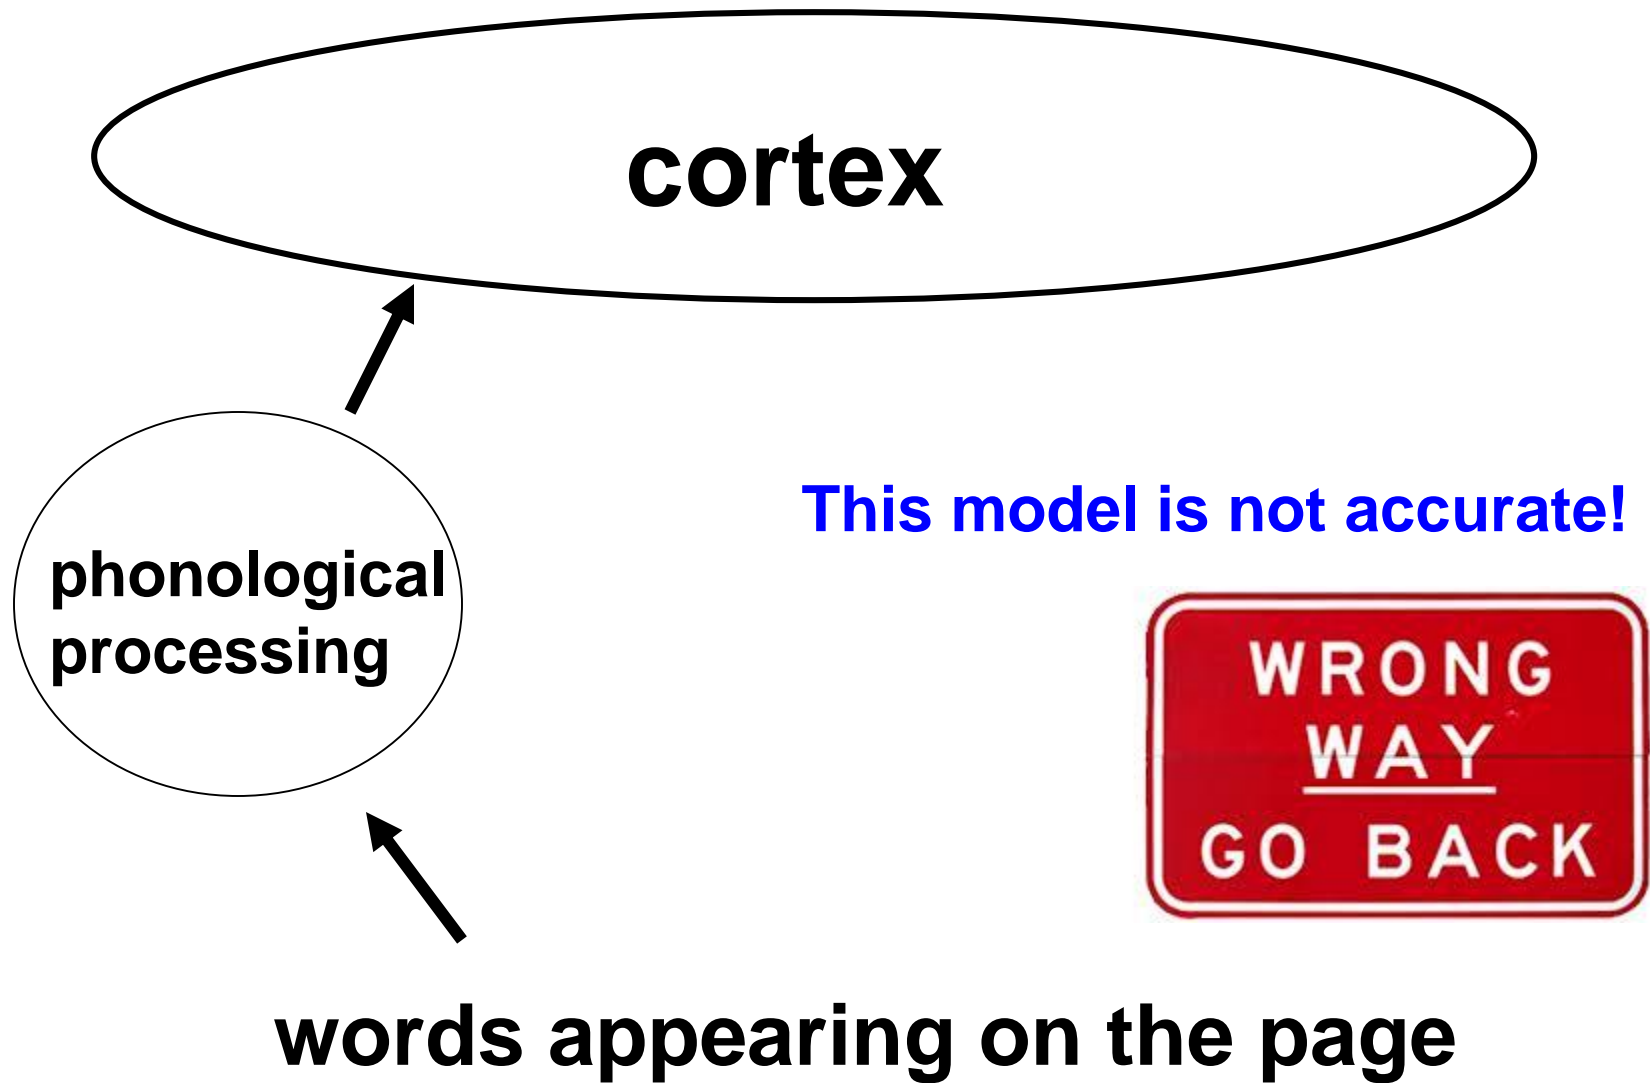 cortex
This model is not accurate!
phonological
processing
WRONG
WAY
GO BACK
words appearing on the page